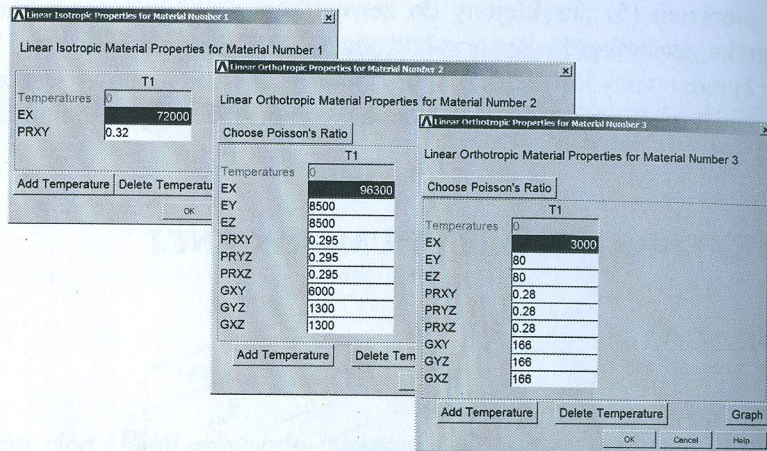 Linear Isotropic Properties for Material Number 1
Linear Isotropic Material Properties for Material Number 1
T1
Temperatures 0
EX 72000
PRXY 0.32
Add Temperature Delete Temperatu
OK
Linear Orthotropic Properties for Material Number 2
Linear Orthotropic Material Properties for Material Number 2
Choose Poisson's Ratio
T1
Temperatures 0
EX 96300
EY 8500
EZ 8500
PRXY 0.295
PRYZ 0.295
PRXZ 0.295
GXY 6000
GYZ 1300
GXZ 1300
Add Temperature Delete Tem
Linear Orthotropic Properties for Material Number 3
Linear Orthotropic Material Properties for Material Number 3
Choose Poisson's Ratio
T1
Temperatures 0
EX 3000
EY 80
EZ 80
PRXY 0.28
PRYZ 0.28
PRXZ 0.28
GXY 166
GYZ 166
GXZ 166
Add Temperature Delete Temperature Graph
OK Cancel Help